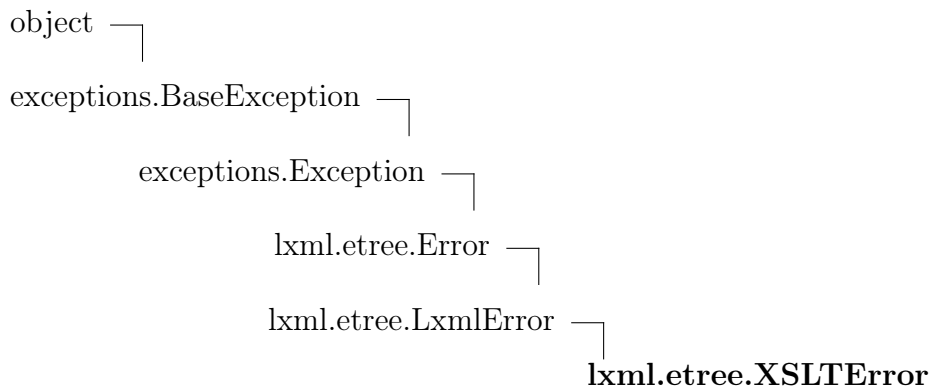 object
exceptions.BaseException
exceptions.Exception
lxml.etree.Error
lxml.etree.LxmlError
lxml.etree.XSLTError